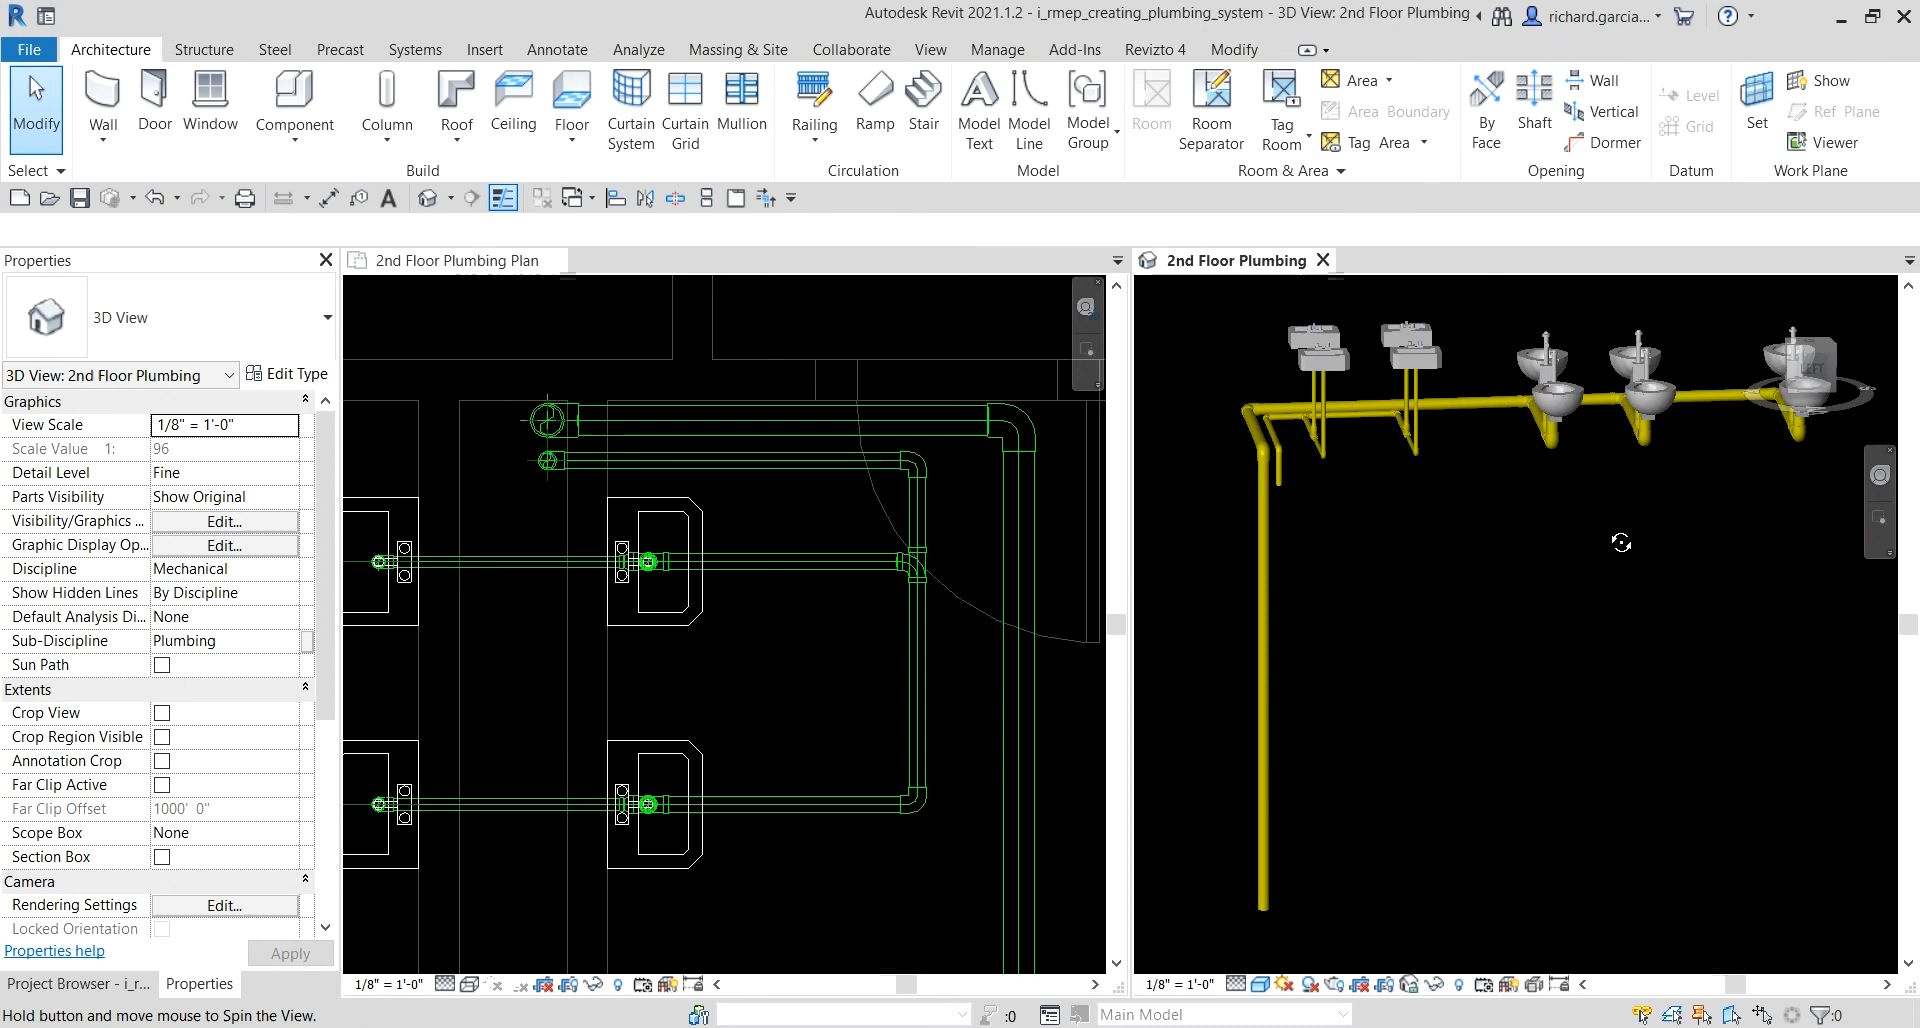 Autodesk Revit 2021.1.2 - i_rmep_creating_plumbing_system - 3D View: 2nd Floor Plumbing
richard.garcia...
File Architecture Structure Steel Precast Systems Insert Annotate Analyze Massing & Site Collaborate View Manage Add-Ins Revizto 4 Modify
Modify
Wall
Door
Window
Component
Column
Roof
Ceiling
Floor
Curtain System
Curtain Grid
Mullion
Railing
Ramp
Stair
Model Text
Model Line
Model Group
Room
Room Separator
Tag Room
Area
Area Boundary
Tag Area
By Face
Shaft
Wall
Vertical
Dormer
Level
Grid
Set
Show
Ref Plane
Viewer
Select Build Circulation Model Room & Area Opening Datum Work Plane
Properties
2nd Floor Plumbing Plan
2nd Floor Plumbing
3D View
3D View: 2nd Floor Plumbing Edit Type
Graphics
View Scale 1/8" = 1'-0"
Scale Value 1: 96
Detail Level Fine
Parts Visibility Show Original
Visibility/Graphics ... Edit...
Graphic Display Op... Edit...
Discipline Mechanical
Show Hidden Lines By Discipline
Default Analysis Di... None
Sub-Discipline Plumbing
Sun Path
Extents
Crop View
Crop Region Visible
Annotation Crop
Far Clip Active
Far Clip Offset 1000' 0"
Scope Box None
Section Box
Camera
Rendering Settings Edit...
Locked Orientation
Properties help Apply
Project Browser - i_r... Properties
1/8" = 1'-0"
1/8" = 1'-0"
Hold button and move mouse to Spin the View.
:0
Main Model
:0